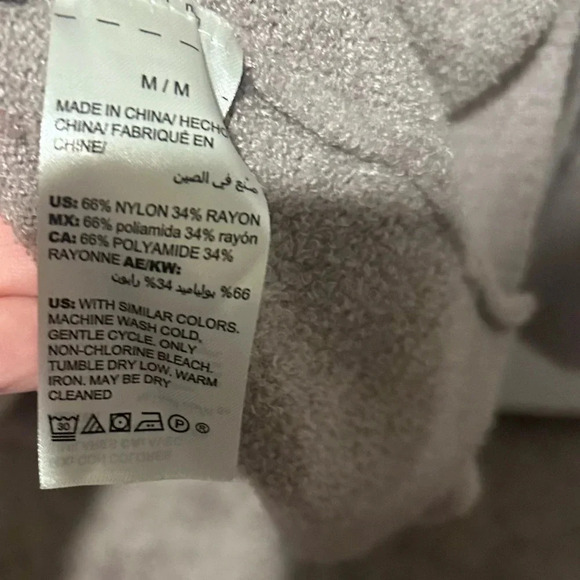 M / M
MADE IN CHINA/ HECHO
CHINA/ FABRIQUÉ EN
CHINE/
صنع في الصين
US: 66% NYLON 34% RAYON
MX: 66% poliamida 34% rayón
CA: 66% POLYAMIDE 34%
RAYONNE AE/KW:
66% بولياميد 34% رايون
US: WITH SIMILAR COLORS.
MACHINE WASH COLD,
GENTLE CYCLE. ONLY
NON-CHLORINE BLEACH.
TUMBLE DRY LOW. WARM
IRON. MAY BE DRY
CLEANED
30 P ®